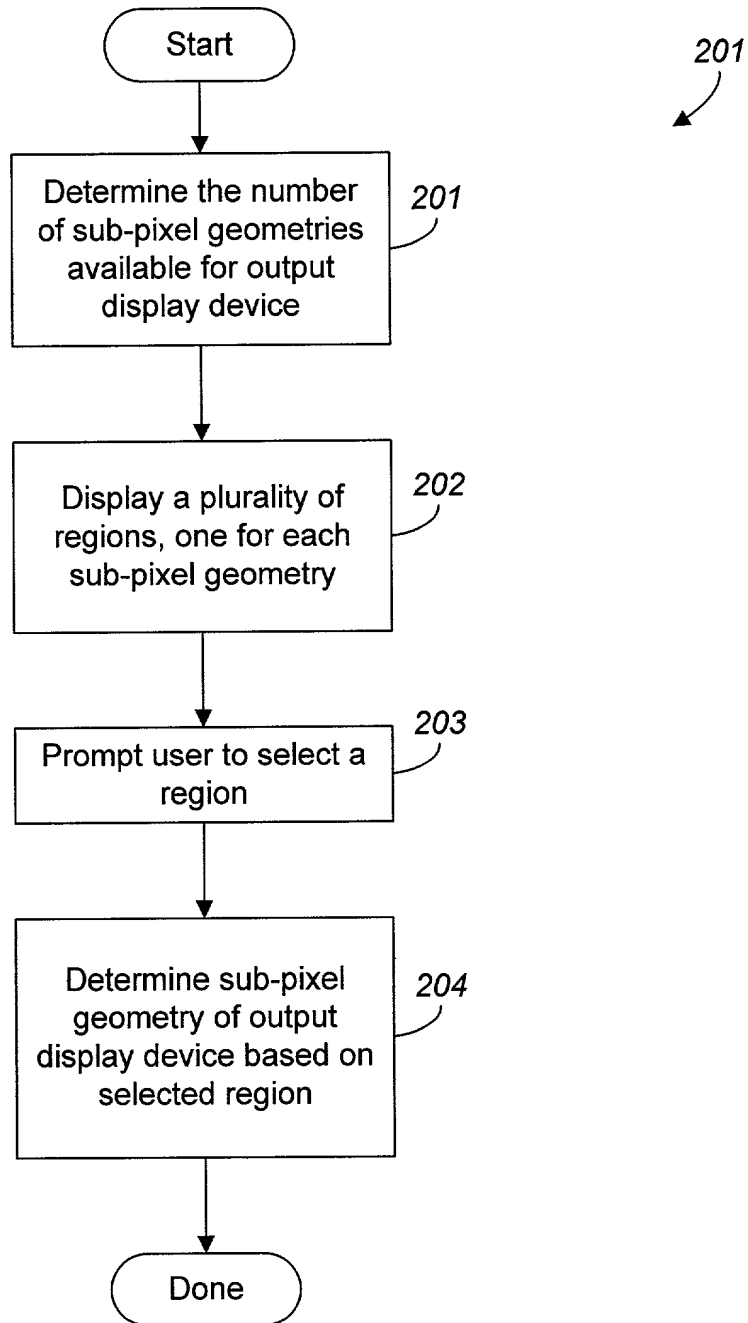 Start
201
Determine the number
of sub-pixel geometries
available for output
display device
201
Display a plurality of
regions, one for each
sub-pixel geometry
202
Prompt user to select a
region
203
Determine sub-pixel
geometry of output
display device based on
selected region
204
Done